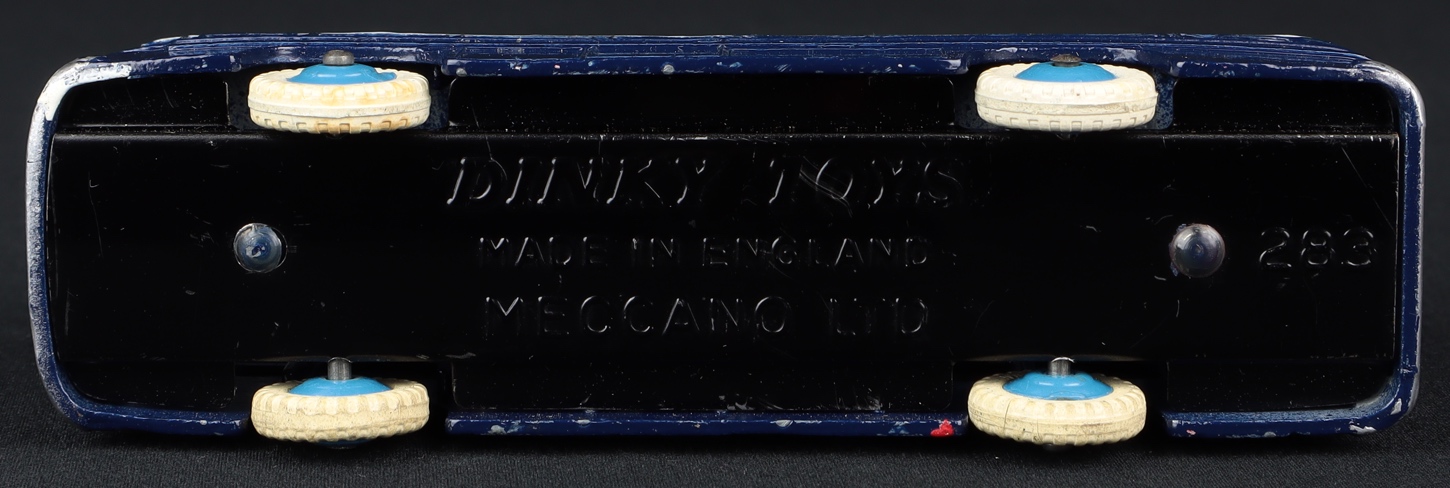 DINKY TOYS
MADE IN ENGLAND
283
MECCANO LTD